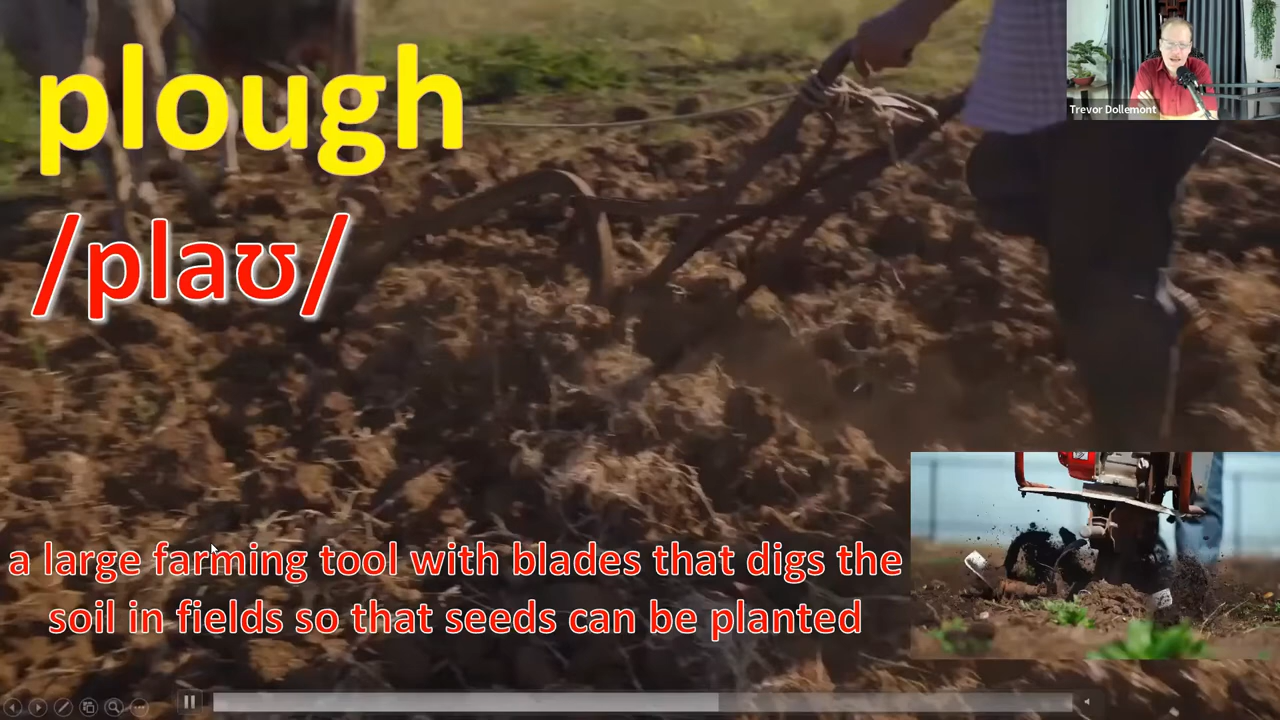 plough
/plaʊ/
Trevor Dollemont
a large farming tool with blades that digs the
soil in fields so that seeds can be planted